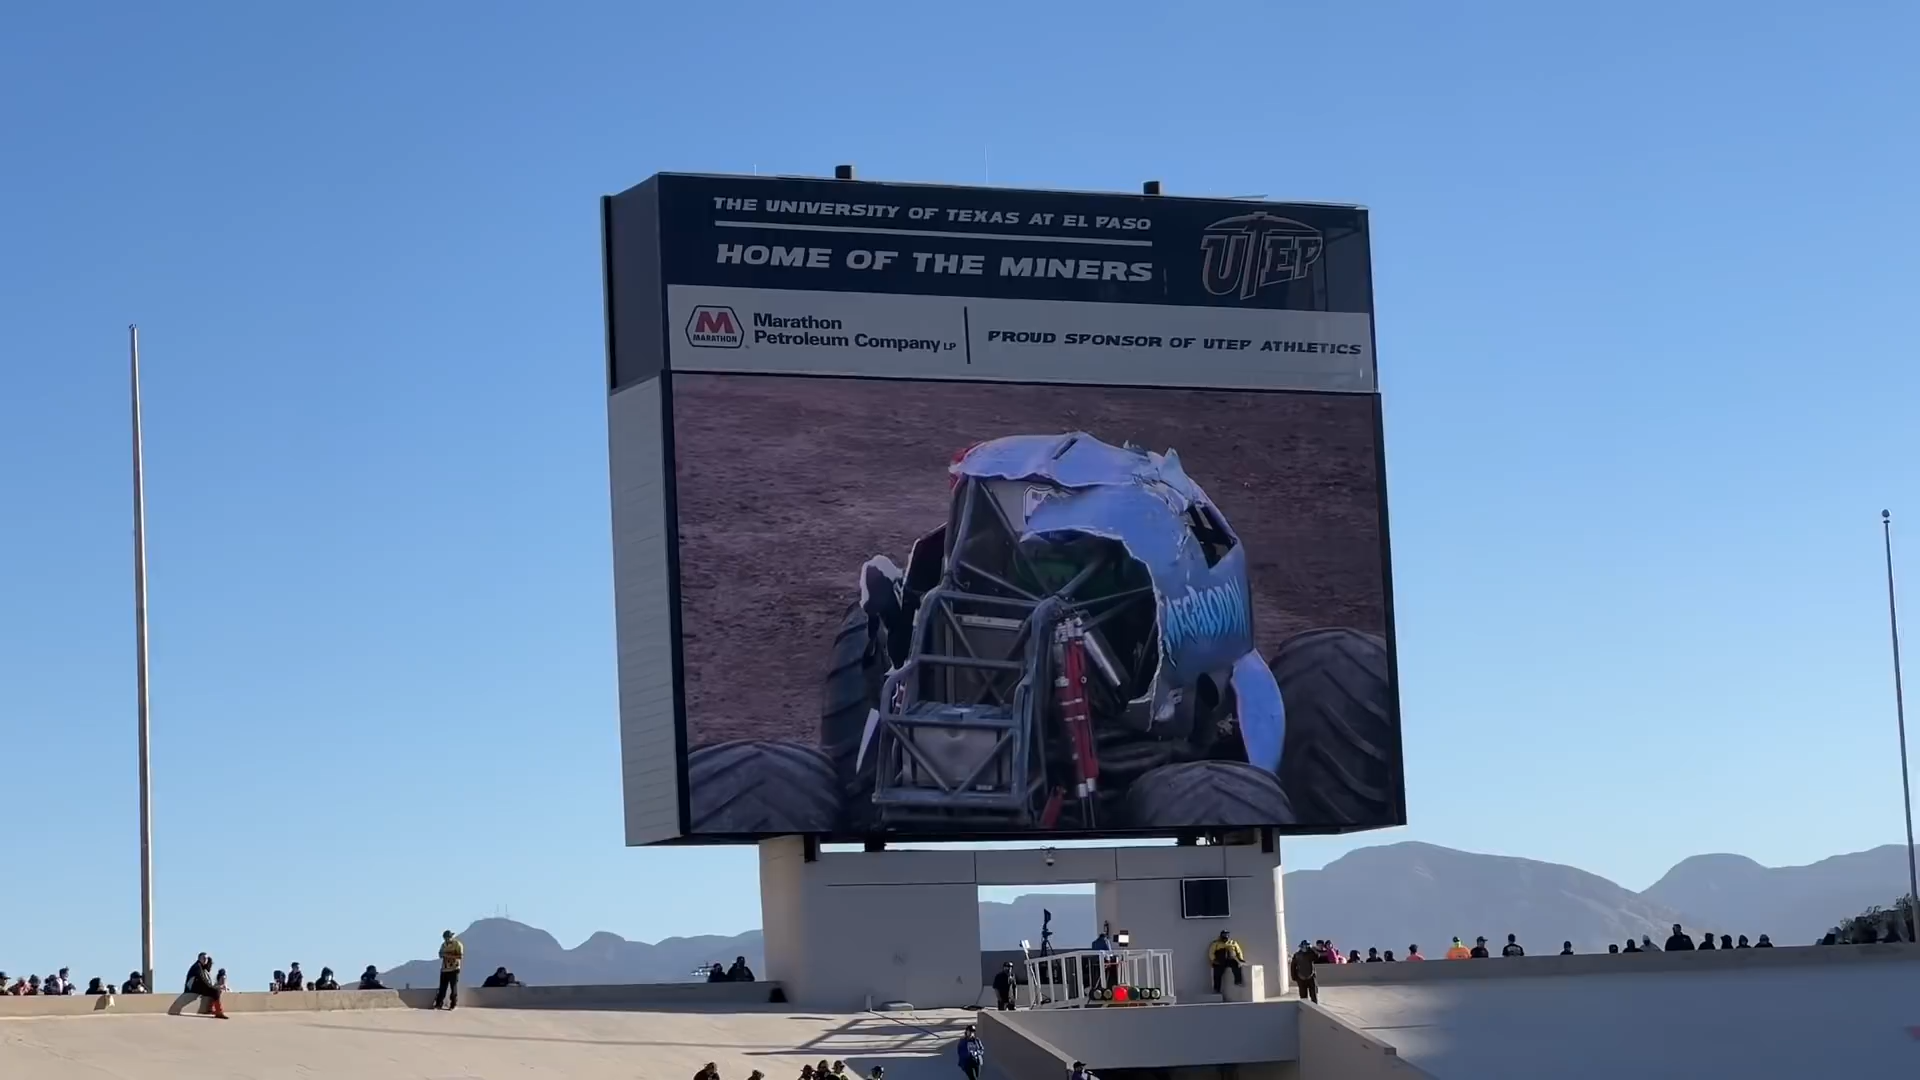 THE UNIVERSITY OF TEXAS AT EL PASO
HOME OF THE MINERS
UTEP
MARATHON
Marathon
Petroleum Company LP
PROUD SPONSOR OF UTEP ATHLETICS
MEGALODON